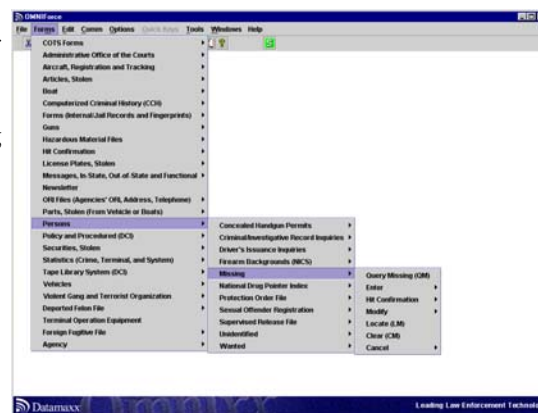 OMNIForce
File Forms Edit Comm Options Quick Keys Tools Windows Help
COTS Forms
Administrative Office of the Courts
Aircraft, Registration and Tracking
Articles, Stolen
Boat
Computerized Criminal History (CCH)
Forms (Internal/Jail Records and Fingerprints)
Guns
Hazardous Material Files
Hit Confirmation
License Plates, Stolen
Messages, In-State, Out-of-State and Functional
Newsletter
ORI Files (Agencies' ORI, Address, Telephone)
Parts, Stolen (From Vehicle or Boats)
Persons
Policy and Procedured (DCI)
Securities, Stolen
Statistics (Crime, Terminal, and System)
Tape Library System (DCI)
Vehicles
Violent Gang and Terrorist Organization
Deported Felon File
Terminal Operation Equipment
Foreign Fugitive File
Agency
Concealed Handgun Permits
Criminal/Investigative Record Inquiries
Driver's Issuance Inquiries
Firearm Backgrounds (NICS)
Missing
National Drug Pointer Index
Protection Order File
Sexual Offender Registration
Supervised Release File
Unidentified
Wanted
Query Missing (QM)
Enter
Hit Confirmation
Modify
Locate (LM)
Clear (CM)
Cancel
Datamaxx
Omnixx
Leading Law Enforcement Technolo